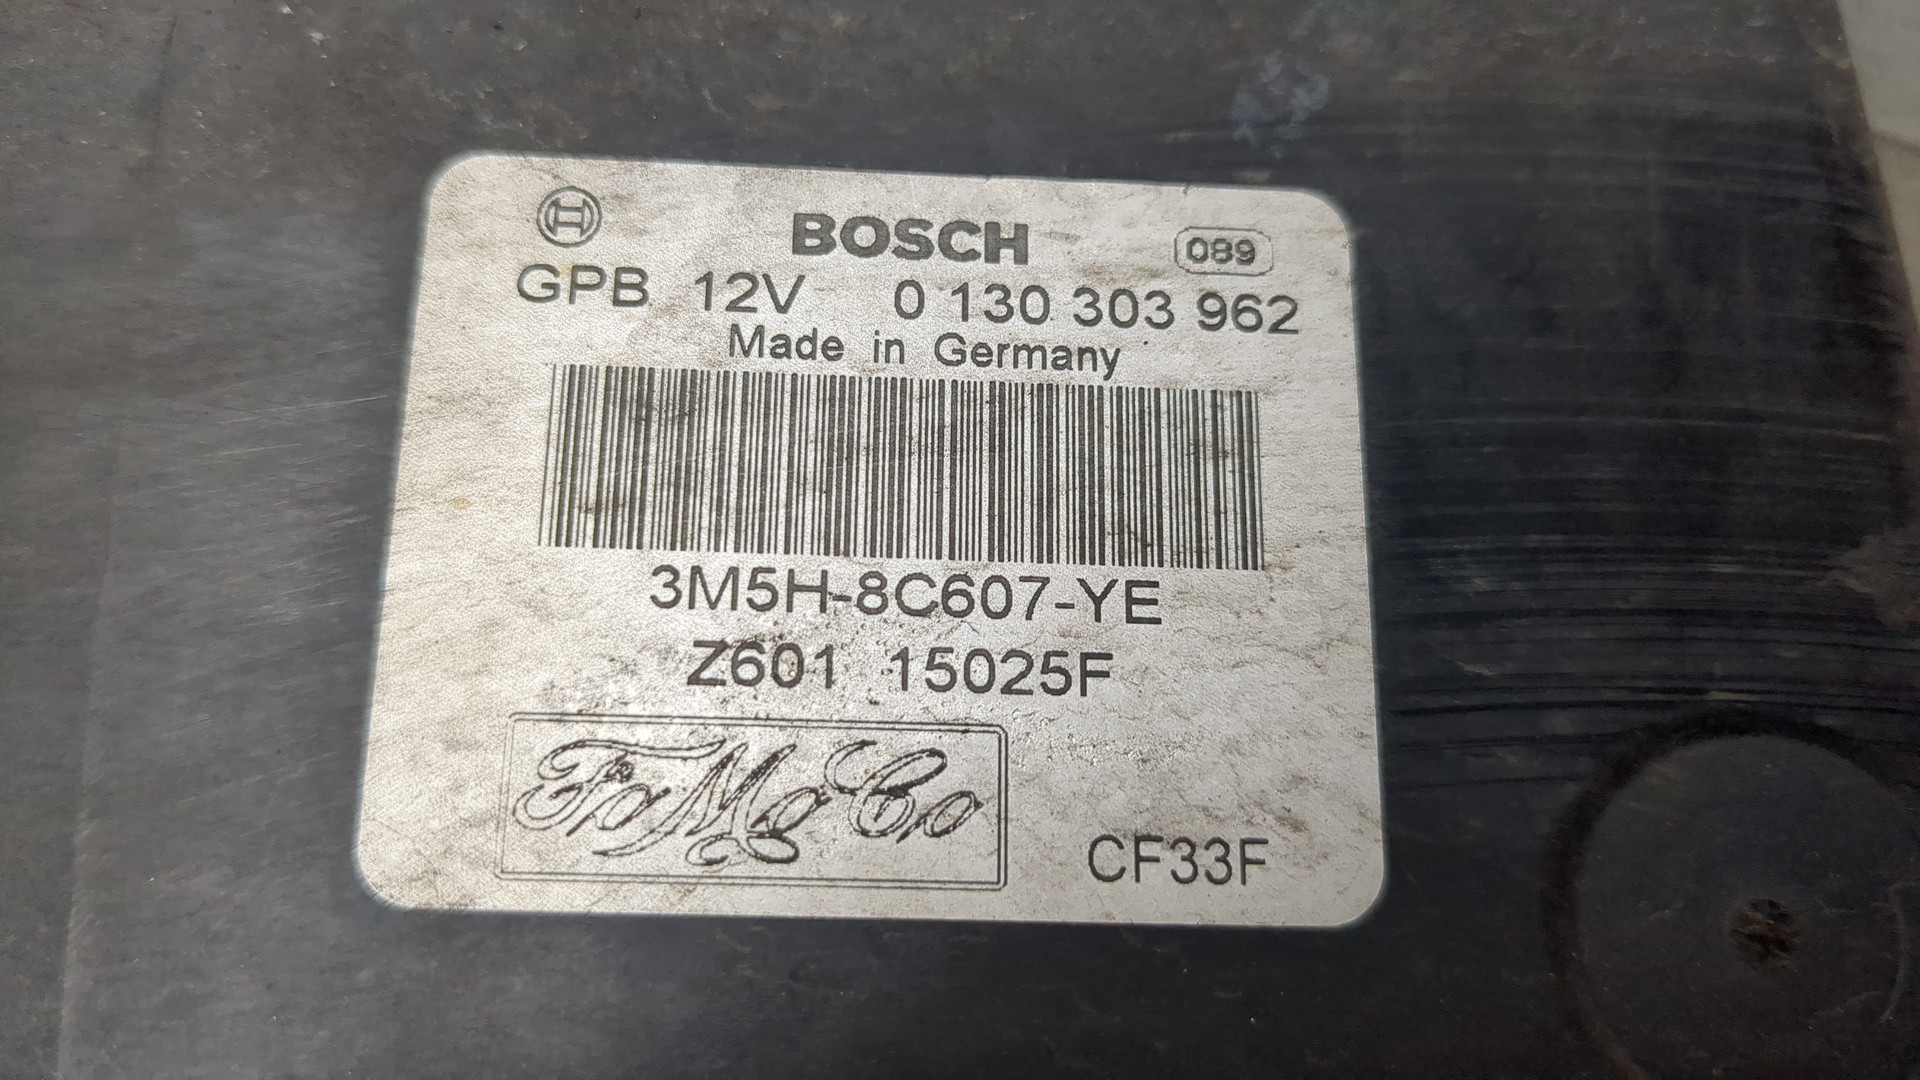 BOSCH 089
GPB 12V 0 130 303 962
Made in Germany
3M5H-8C607-YE
Z601 15025F
FoMoCo
CF33F